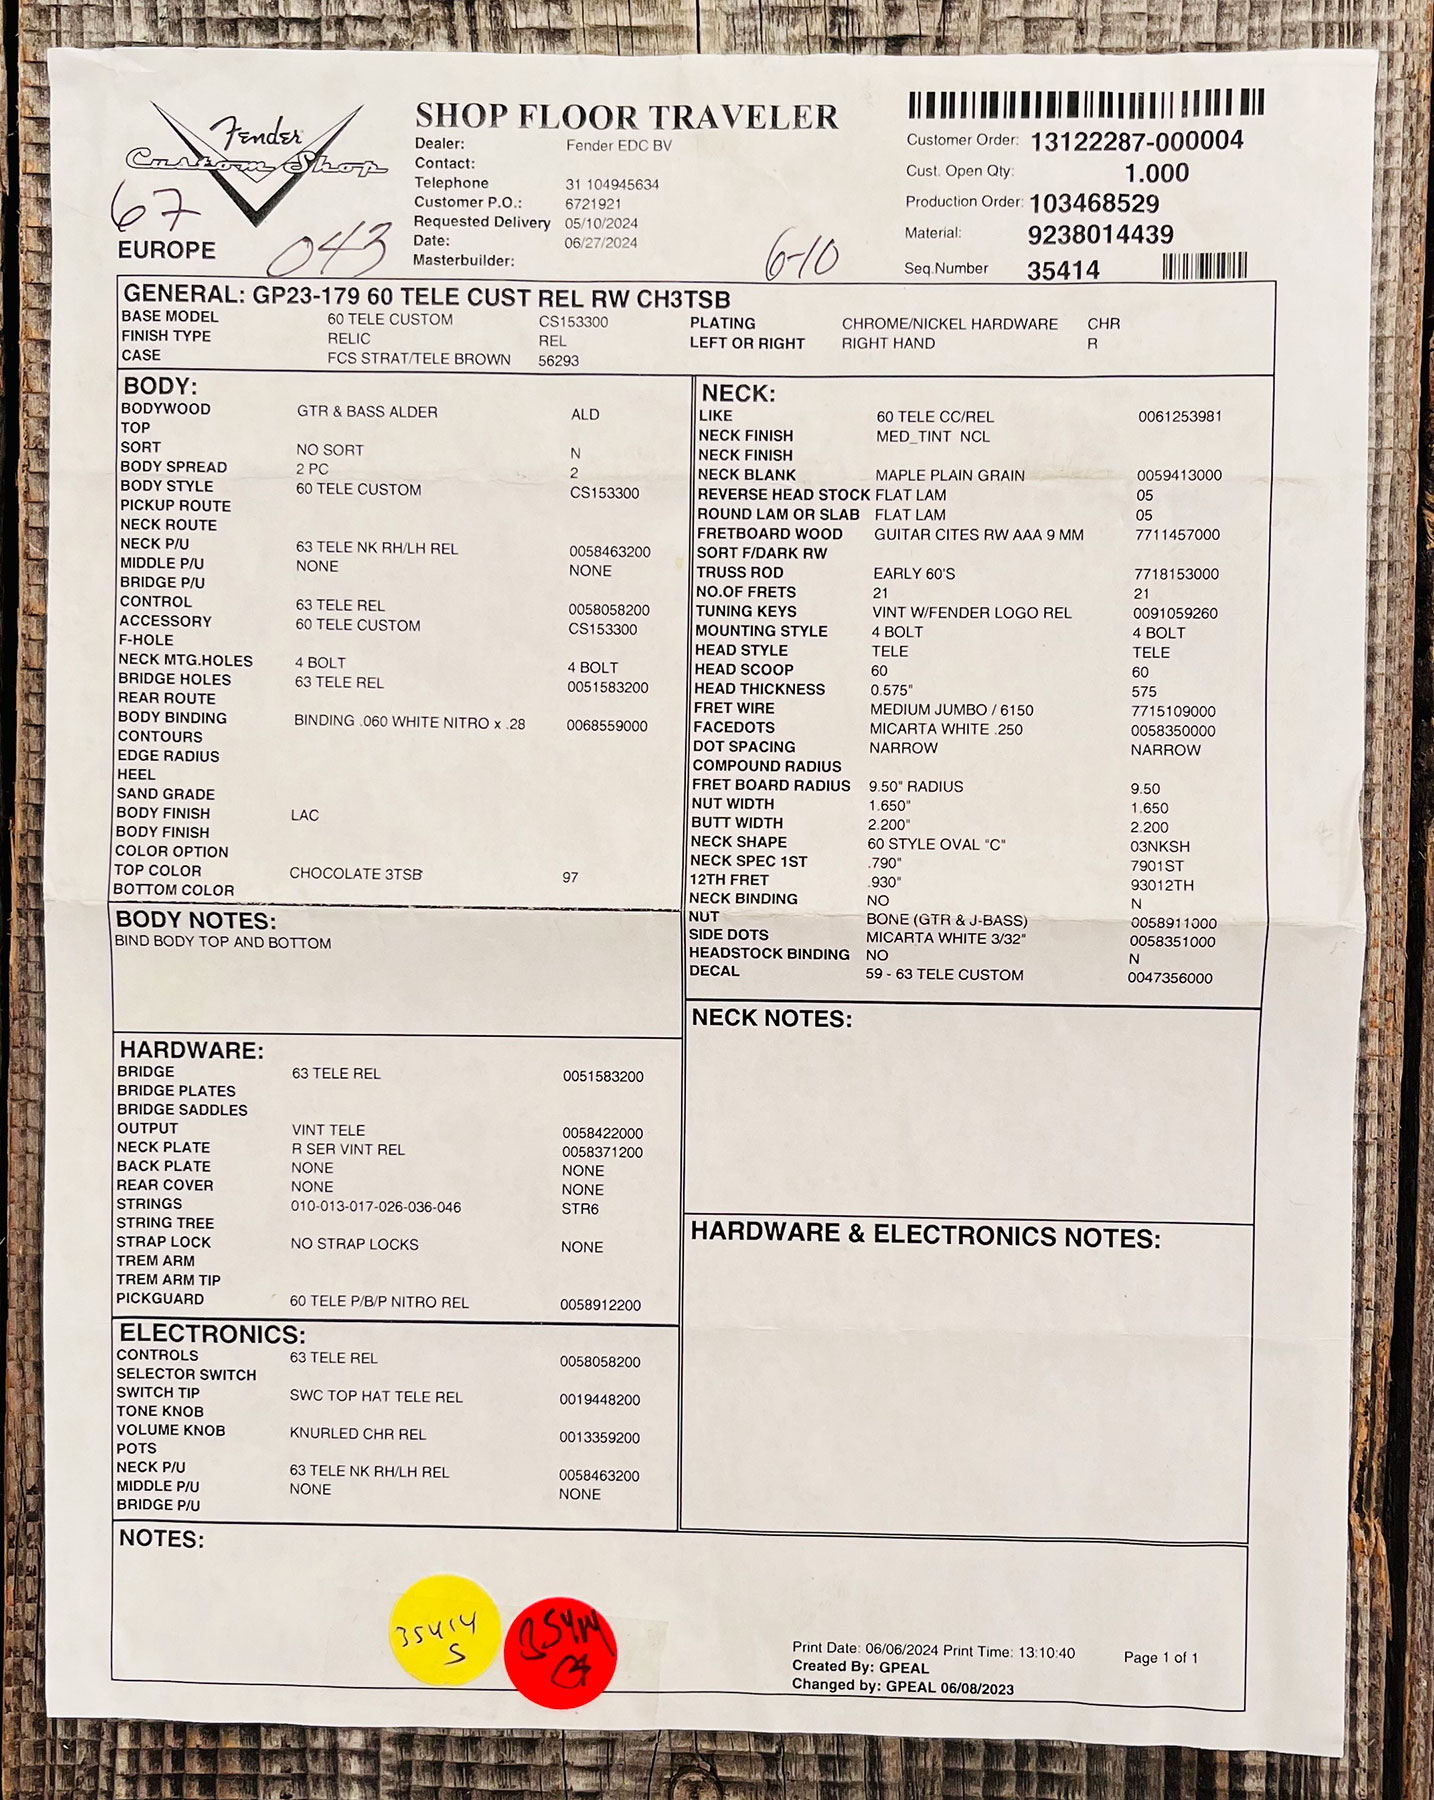 Fender
Custom Shop
67
EUROPE
043
SHOP FLOOR TRAVELER
Dealer: Fender EDC BV
Contact:
Telephone 31 104945634
Customer P.O.: 6721921
Requested Delivery 05/10/2024
Date: 06/27/2024
Masterbuilder:
6-10
Customer Order: 13122287-000004
Cust. Open Qty: 1.000
Production Order: 103468529
Material: 9238014439
Seq.Number 35414
GENERAL: GP23-179 60 TELE CUST REL RW CH3TSB
BASE MODEL 60 TELE CUSTOM CS153300
FINISH TYPE RELIC REL
CASE FCS STRAT/TELE BROWN 56293
PLATING CHROME/NICKEL HARDWARE CHR
LEFT OR RIGHT RIGHT HAND R
BODY:
BODYWOOD GTR & BASS ALDER ALD
TOP
SORT NO SORT N
BODY SPREAD 2 PC 2
BODY STYLE 60 TELE CUSTOM CS153300
PICKUP ROUTE
NECK ROUTE
NECK P/U 63 TELE NK RH/LH REL 0058463200
MIDDLE P/U NONE NONE
BRIDGE P/U
CONTROL 63 TELE REL 0058058200
ACCESSORY 60 TELE CUSTOM CS153300
F-HOLE
NECK MTG.HOLES 4 BOLT 4 BOLT
BRIDGE HOLES 63 TELE REL 0051583200
REAR ROUTE
BODY BINDING BINDING .060 WHITE NITRO x .28 0068559000
CONTOURS
EDGE RADIUS
HEEL
SAND GRADE
BODY FINISH LAC
BODY FINISH
COLOR OPTION
TOP COLOR CHOCOLATE 3TSB 97
BOTTOM COLOR
BODY NOTES:
BIND BODY TOP AND BOTTOM
HARDWARE:
BRIDGE 63 TELE REL 0051583200
BRIDGE PLATES
BRIDGE SADDLES
OUTPUT VINT TELE 0058422000
NECK PLATE R SER VINT REL 0058371200
BACK PLATE NONE NONE
REAR COVER NONE NONE
STRINGS 010-013-017-026-036-046 STR6
STRING TREE
STRAP LOCK NO STRAP LOCKS NONE
TREM ARM
TREM ARM TIP
PICKGUARD 60 TELE P/B/P NITRO REL 0058912200
ELECTRONICS:
CONTROLS 63 TELE REL 0058058200
SELECTOR SWITCH
SWITCH TIP SWC TOP HAT TELE REL 0019448200
TONE KNOB
VOLUME KNOB KNURLED CHR REL 0013359200
POTS
NECK P/U 63 TELE NK RH/LH REL 0058463200
MIDDLE P/U NONE NONE
BRIDGE P/U
NECK:
LIKE 60 TELE CC/REL 0061253981
NECK FINISH MED_TINT NCL
NECK FINISH
NECK BLANK MAPLE PLAIN GRAIN 0059413000
REVERSE HEAD STOCK FLAT LAM 05
ROUND LAM OR SLAB FLAT LAM 05
FRETBOARD WOOD GUITAR CITES RW AAA 9 MM 7711457000
SORT F/DARK RW
TRUSS ROD EARLY 60'S 7718153000
NO.OF FRETS 21 21
TUNING KEYS VINT W/FENDER LOGO REL 0091059260
MOUNTING STYLE 4 BOLT 4 BOLT
HEAD STYLE TELE TELE
HEAD SCOOP 60 60
HEAD THICKNESS 0.575" 575
FRET WIRE MEDIUM JUMBO / 6150 7715109000
FACEDOTS MICARTA WHITE .250 0058350000
DOT SPACING NARROW NARROW
COMPOUND RADIUS
FRET BOARD RADIUS 9.50" RADIUS 9.50
NUT WIDTH 1.650" 1.650
BUTT WIDTH 2.200" 2.200
NECK SHAPE 60 STYLE OVAL "C" 03NKSH
NECK SPEC 1ST .790" 7901ST
12TH FRET .930" 93012TH
NECK BINDING NO N
NUT BONE (GTR & J-BASS) 0058911000
SIDE DOTS MICARTA WHITE 3/32" 0058351000
HEADSTOCK BINDING NO N
DECAL 59 - 63 TELE CUSTOM 0047356000
NECK NOTES:
HARDWARE & ELECTRONICS NOTES:
NOTES:
35414
S
35414
Print Date: 06/06/2024 Print Time: 13:10:40
Created By: GPEAL
Changed by: GPEAL 06/08/2023
Page 1 of 1